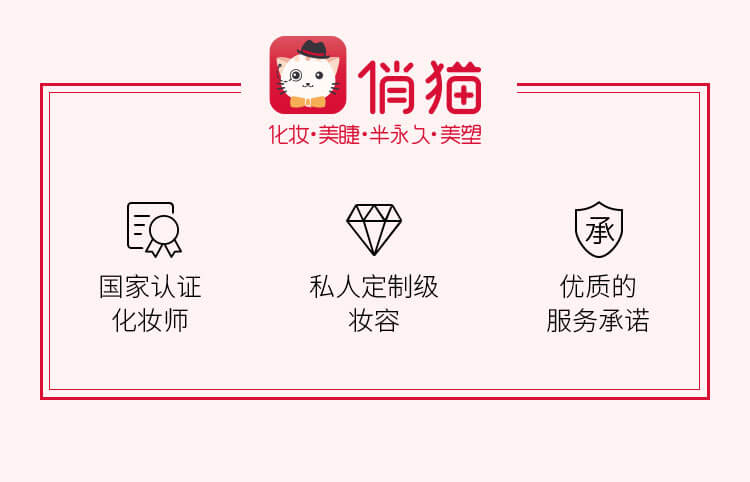 俏猫
化妆·美睫·半永久·美塑
承
国家认证
化妆师
私人定制级
妆容
优质的
服务承诺